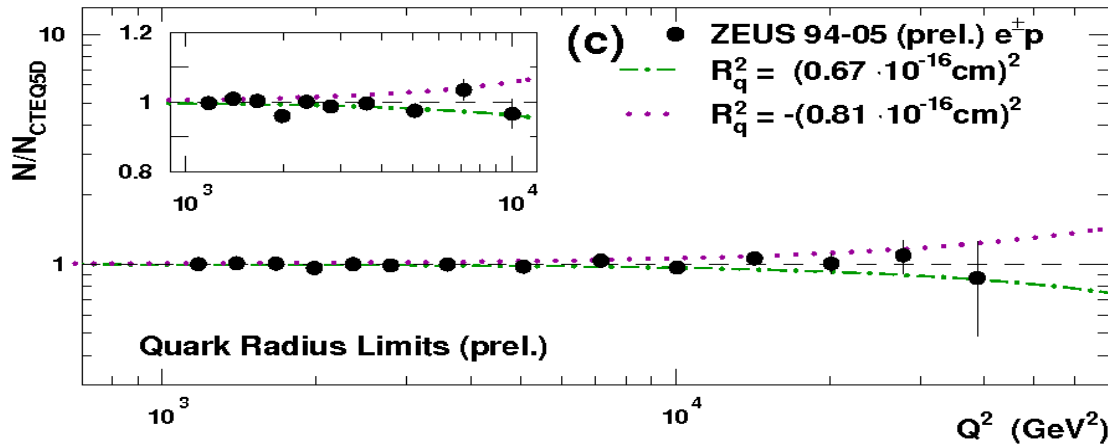 10
1
N/N_CTEQ5D
1.2
1
0.8
10^3
10^4
(c)
ZEUS 94-05 (prel.) e^±p
R_q^2 = (0.67 ·10^-16cm)^2
R_q^2 = -(0.81 ·10^-16cm)^2
Quark Radius Limits (prel.)
10^3
10^4
Q^2 (GeV^2)